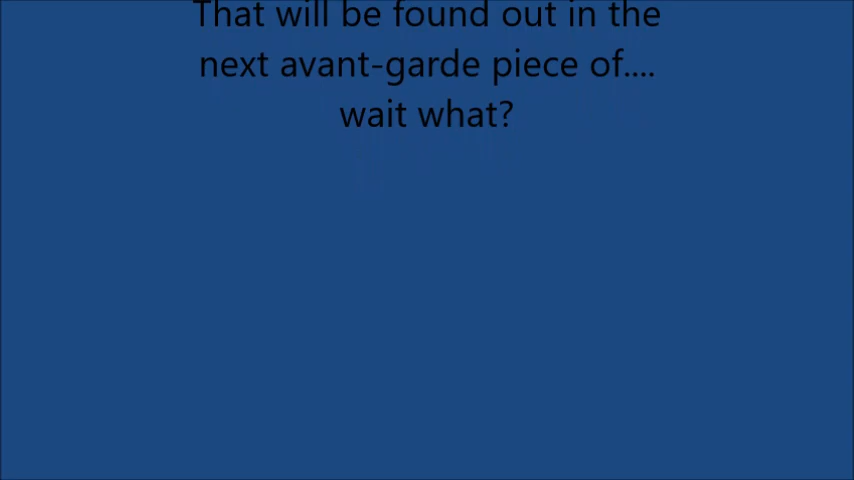 That will be found out in the
next avant-garde piece of....
wait what?